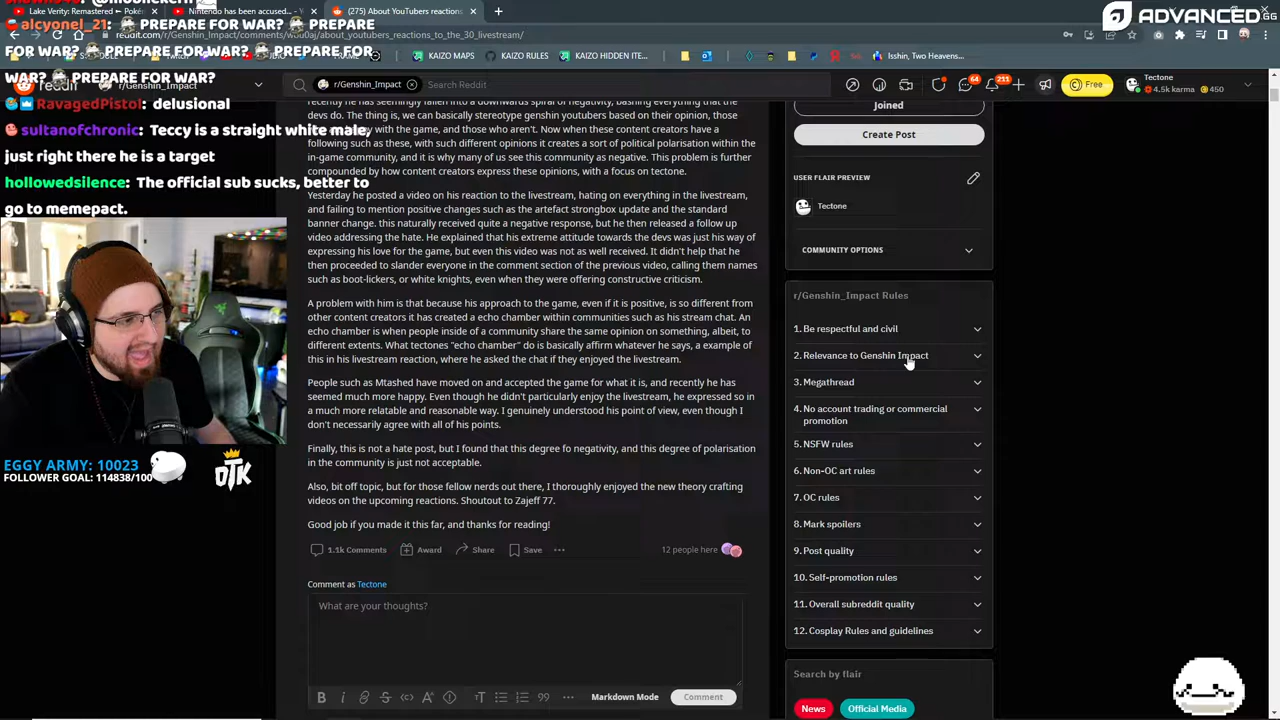 Lake Verity: Remastered
Nintendo has been accused...
(275) About YouTubers reaction
ADVANCED.GG
alcyonel_21: PREPARE FOR WAR? PREPARE
FOR WAR? PREPARE FOR WAR? PREPARE FOR
WAR? PREPARE FOR WAR?
RavagedPistol: delusional
sultanofchronic: Teccy is a straight white male,
just right there he is a target
hollowedsilence: The official sub sucks, better to
go to memepact.
KAIZO MAPS
KAIZO RULES
KAIZO HIDDEN ITE...
Isshin, Two Heavens...
reddit
r/Genshin_Impact
r/Genshin_Impact
Search Reddit
64
211
Free
Tectone
4.5k karma
450
devs do. The thing is, we can basically stereotype genshin youtubers based on their opinion, those
with the game, and those who aren't. Now when these content creators have a
following such as these, with such different opinions it creates a sort of political polarisation within the
in-game community, and it is why many of us see this community as negative. This problem is further
compounded by how content creators express these opinions, with a focus on tectone.
Yesterday he posted a video on his reaction to the livestream, hating on everything in the livestream,
and failing to mention positive changes such as the artefact strongbox update and the standard
banner change. this naturally received quite a negative response, but he then released a follow up
video addressing the hate. He explained that his extreme attitude towards the devs was just his way of
expressing his love for the game, but even this video was not as well received. It didn't help that he
then proceeded to slander everyone in the comment section of the previous video, calling them names
such as boot-lickers, or white knights, even when they were offering constructive criticism.
A problem with him is that because his approach to the game, even if it is positive, is so different from
other content creators it has created a echo chamber within communities such as his stream chat. An
echo chamber is when people inside of a community share the same opinion on something, albeit, to
different extents. What tectones "echo chamber" do is basically affirm whatever he says, a example of
this in his livestream reaction, where he asked the chat if they enjoyed the livestream.
People such as Mtashed have moved on and accepted the game for what it is, and recently he has
seemed much more happy. Even though he didn't particularly enjoy the livestream, he expressed so in
a much more relatable and reasonable way. I genuinely understood his point of view, even though I
don't necessarily agree with all of his points.
Finally, this is not a hate post, but I found that this degree fo negativity, and this degree of polarisation
in the community is just not acceptable.
Also, bit off topic, but for those fellow nerds out there, I thoroughly enjoyed the new theory crafting
videos on the upcoming reactions. Shoutout to Zajeff 77.
Good job if you made it this far, and thanks for reading!
1.1k Comments
Award
Share
Save
12 people here
Comment as Tectone
What are your thoughts?
Markdown Mode
Comment
Joined
Create Post
USER FLAIR PREVIEW
Tectone
COMMUNITY OPTIONS
r/Genshin_Impact Rules
1. Be respectful and civil
2. Relevance to Genshin Impact
3. Megathread
4. No account trading or commercial
promotion
5. NSFW rules
6. Non-OC art rules
7. OC rules
8. Mark spoilers
9. Post quality
10. Self-promotion rules
11. Overall subreddit quality
12. Cosplay Rules and guidelines
Search by flair
News
Official Media
EGGY ARMY: 10023
FOLLOWER GOAL: 114838/100
OTK